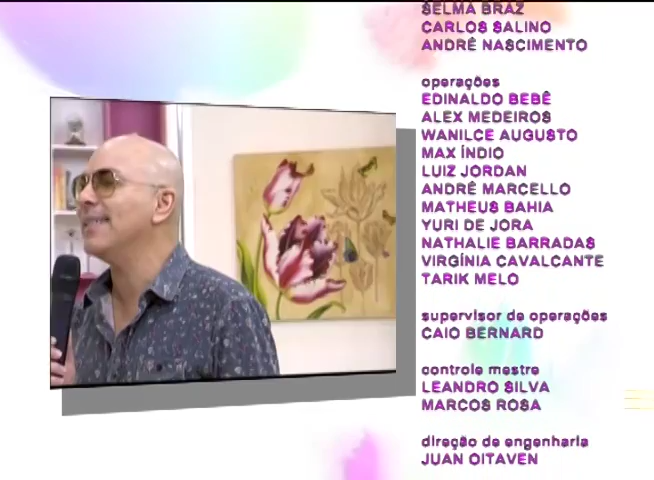 SELMA BRAZ
CARLOS SALINO
ANDRÊ NASCIMENTO
operações
EDINALDO BEBÊ
ALEX MEDEIROS
WANILCE AUGUSTO
MAX ÍNDIO
LUIZ JORDAN
ANDRÊ MARCELLO
MATHEUS BAHIA
YURI DE JORA
NATHALIE BARRADAS
VIRGÍNIA CAVALCANTE
TARIK MELO
supervisor de operações
CAIO BERNARD
controle mestre
LEANDRO SILVA
MARCOS ROSA
direção de engenharia
JUAN OITAVEN